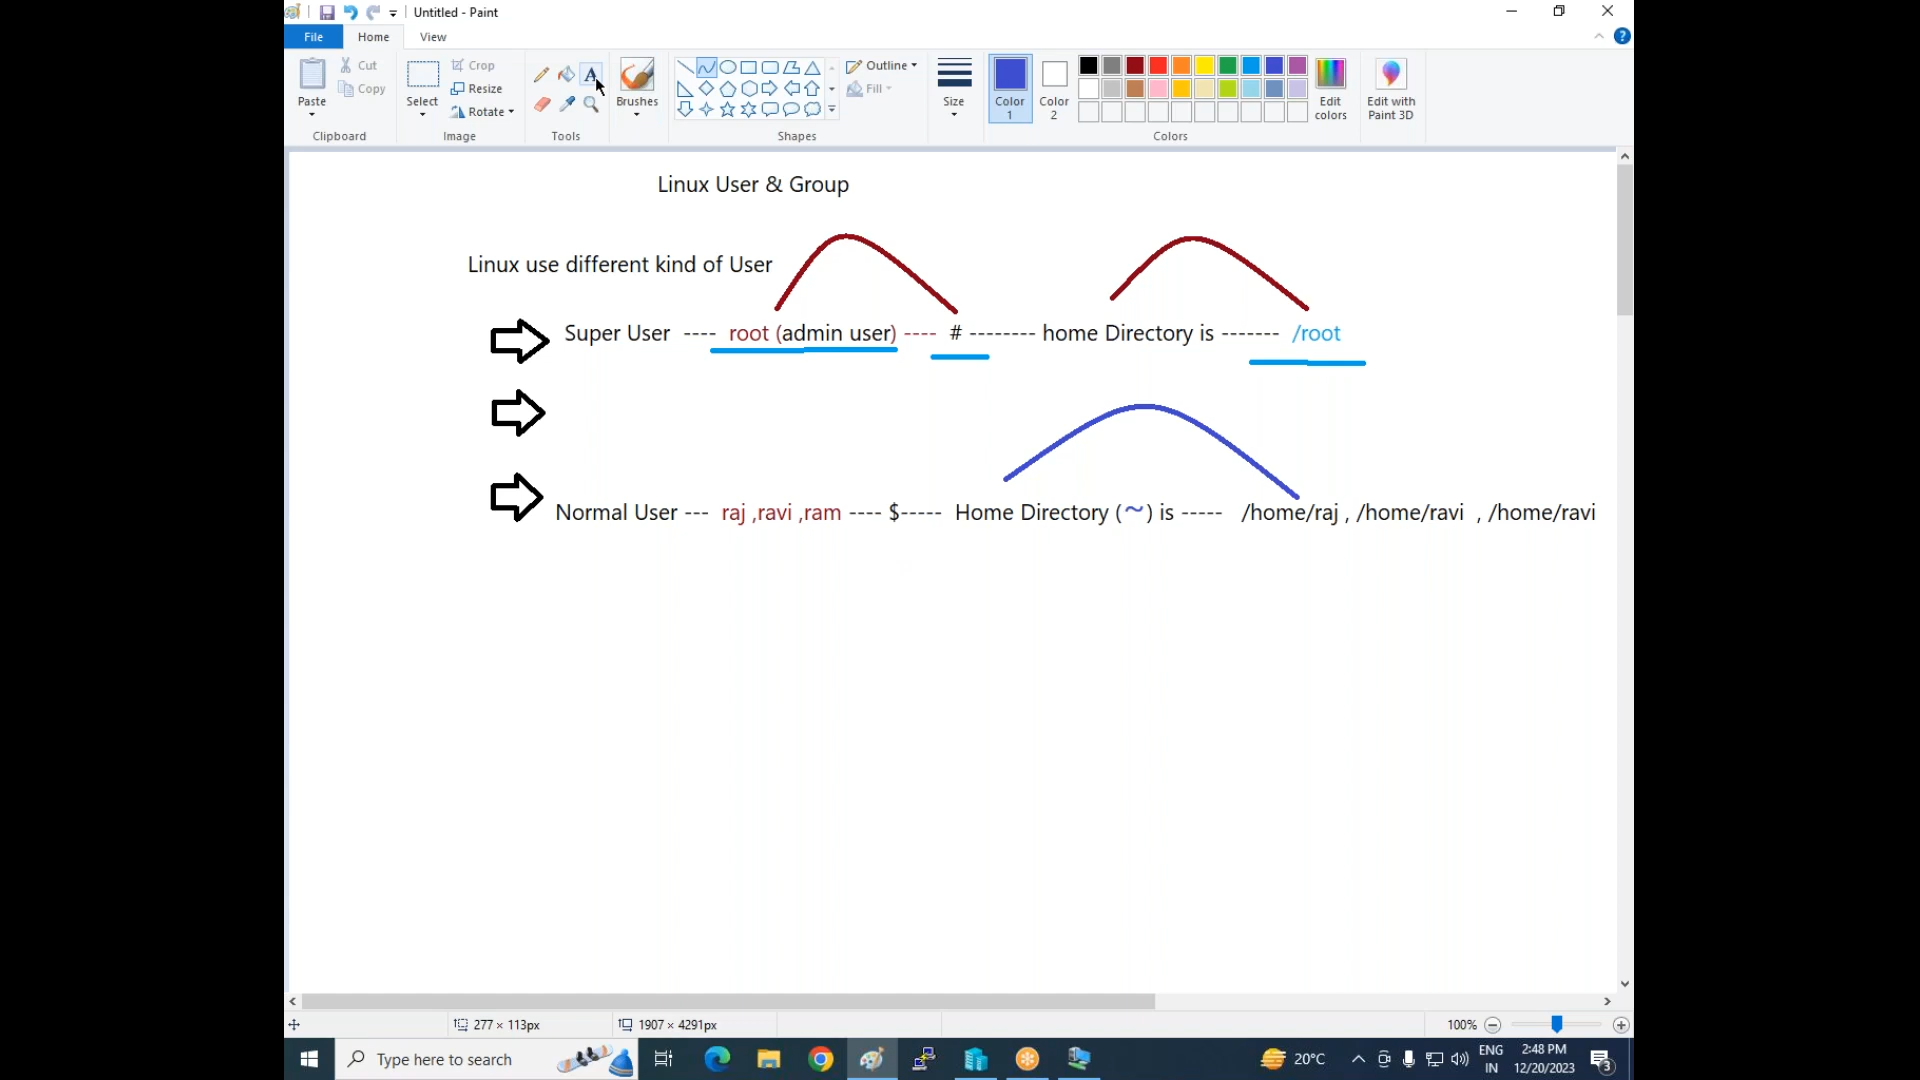 Untitled - Paint
File Home View
Paste
Cut
Copy
Clipboard
Select
Crop
Resize
Rotate
Image
A
Tools
Brushes
Shapes
Outline
Fill
Size
Color 1
Color 2
Edit colors
Colors
Edit with Paint 3D
Linux User & Group
Linux use different kind of User
Super User ---- root (admin user) ---- # -------- home Directory is ------- /root
Normal User --- raj ,ravi ,ram ---- $----- Home Directory (~) is ----- /home/raj , /home/ravi , /home/ravi
277 × 113px
1907 × 4291px
100%
Type here to search
20°C
ENG
IN
2:48 PM
12/20/2023
3